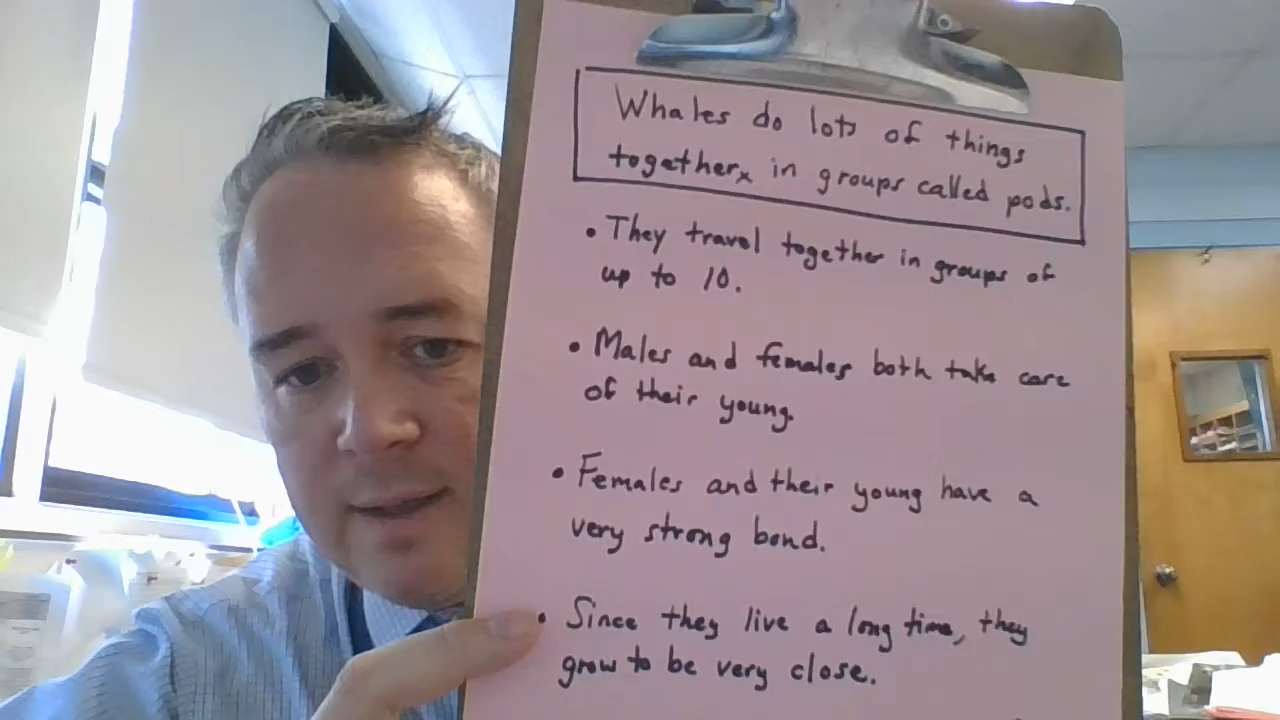 Whales do lots of things
togetherx in groups called pods.
• They travel together in groups of
up to 10.
• Males and females both take care
of their young.
• Females and their young have a
very strong bond.
• Since they live a long time, they
grow to be very close.